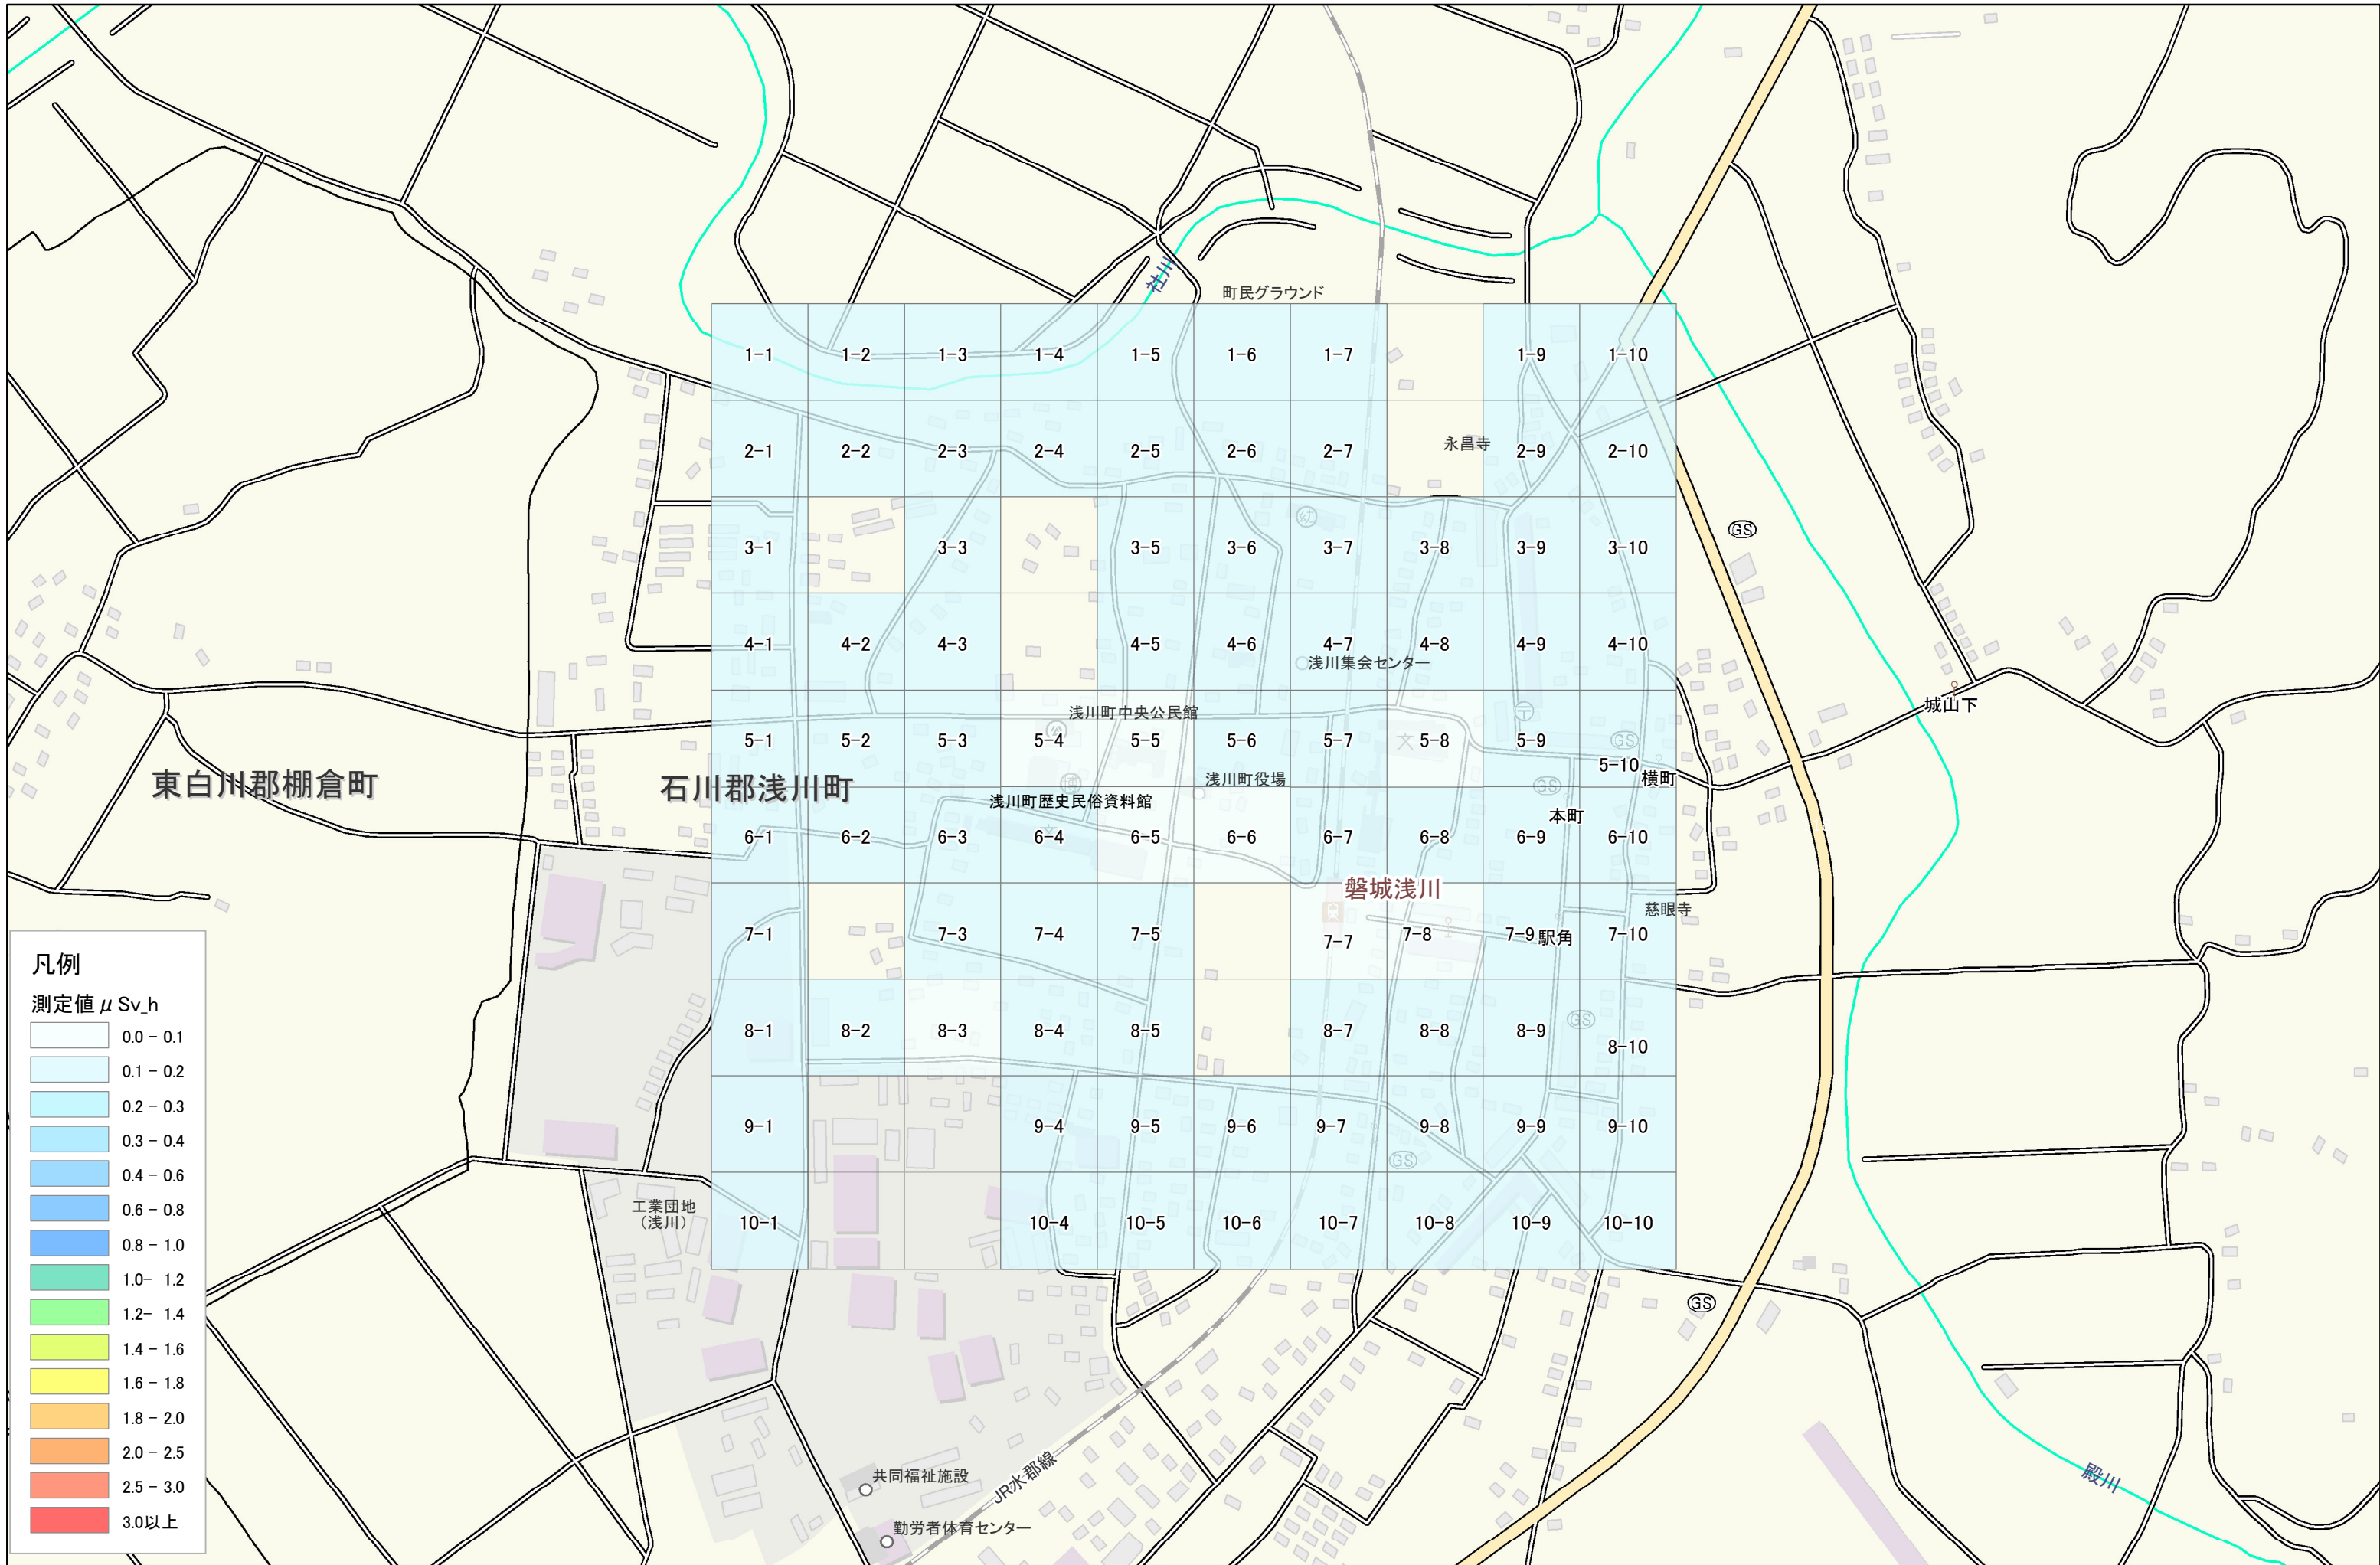 町民グラウンド
社川
1-1 1-2 1-3 1-4 1-5 1-6 1-7 1-9 1-10
永昌寺
2-1 2-2 2-3 2-4 2-5 2-6 2-7 2-9 2-10
幼
GS
3-1 3-3 3-5 3-6 3-7 3-8 3-9 3-10
4-1 4-2 4-3 4-5 4-6 4-7 4-8 4-9 4-10
浅川集会センター
城山下
浅川町中央公民館
公
文
GS
5-1 5-2 5-3 5-4 5-5 5-6 5-7 5-8 5-9
5-10
横町
東白川郡棚倉町
石川郡浅川町
博
浅川町役場
GS
浅川町歴史民俗資料館
本町
文
6-1 6-2 6-3 6-4 6-5 6-6 6-7 6-8 6-9 6-10
磐城浅川
慈眼寺
7-1 7-3 7-4 7-5 7-7 7-8 7-9 駅角 7-10
GS
8-1 8-2 8-3 8-4 8-5 8-7 8-8 8-9 8-10
9-1 9-4 9-5 9-6 9-7 9-8 9-9 9-10
GS
工業団地
(浅川)
10-1 10-4 10-5 10-6 10-7 10-8 10-9 10-10
GS
共同福祉施設
JR水郡線
殿川
勤労者体育センター
凡例
測定値 μ Sv_h
0.0 - 0.1
0.1 - 0.2
0.2 - 0.3
0.3 - 0.4
0.4 - 0.6
0.6 - 0.8
0.8 - 1.0
1.0- 1.2
1.2- 1.4
1.4 - 1.6
1.6 - 1.8
1.8 - 2.0
2.0 - 2.5
2.5 - 3.0
3.0以上